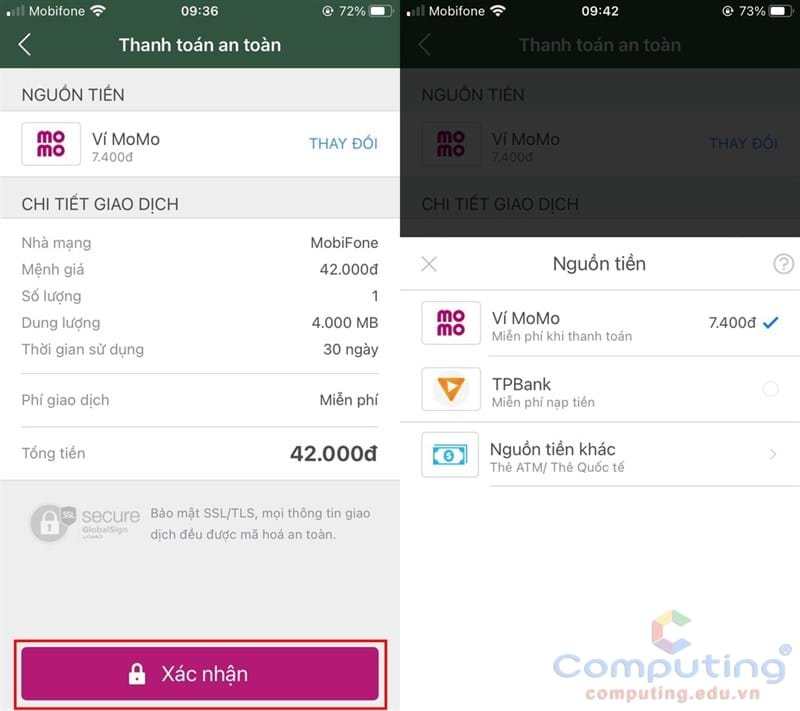 Mobifone 09:36 72%
Thanh toán an toàn
NGUỒN TIỀN
mo mo
Ví MoMo
7.400đ
THAY ĐỔI
CHI TIẾT GIAO DỊCH
Nhà mạng MobiFone
Mệnh giá 42.000đ
Số lượng 1
Dung lượng 4.000 MB
Thời gian sử dụng 30 ngày
Phí giao dịch Miễn phí
Tổng tiền 42.000đ
SSL secure
GlobalSign
Bảo mật SSL/TLS, mọi thông tin giao
dịch đều được mã hoá an toàn.
Xác nhận
Mobifone 09:42 73%
Thanh toán an toàn
NGUỒN TIỀN
mo mo
Ví MoMo
7.400đ
THAY ĐỔI
CHI TIẾT GIAO DỊCH
Nguồn tiền ?
mo mo
Ví MoMo 7.400đ
Miễn phí khi thanh toán
TPBank
Miễn phí nạp tiền
Nguồn tiền khác
Thẻ ATM/ Thẻ Quốc tế
Computing®
computing.edu.vn